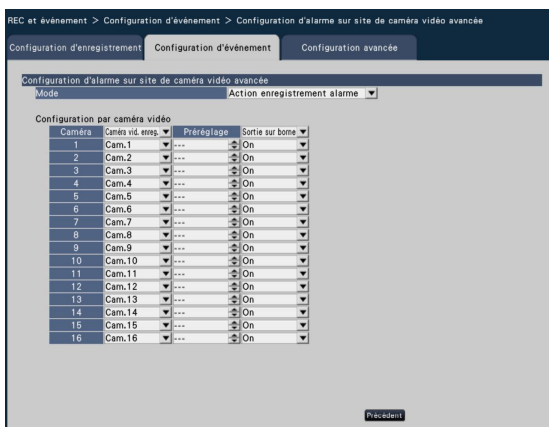 REC et évènement > Configuration d'évènement > Configuration d'alarme sur site de caméra vidéo avancée
Configuration d'enregistrement Configuration d'événement Configuration avancée
Configuration d'alarme sur site de caméra vidéo avancée
Mode Action enregistrement alarme
Configuration par caméra vidéo
Caméra Caméra vid. enreg. Préréglage Sortie sur borne
1 Cam.1 --- On
2 Cam.2 --- On
3 Cam.3 --- On
4 Cam.4 --- On
5 Cam.5 --- On
6 Cam.6 --- On
7 Cam.7 --- On
8 Cam.8 --- On
9 Cam.9 --- On
10 Cam.10 --- On
11 Cam.11 --- On
12 Cam.12 --- On
13 Cam.13 --- On
14 Cam.14 --- On
15 Cam.15 --- On
16 Cam.16 --- On
Précédent